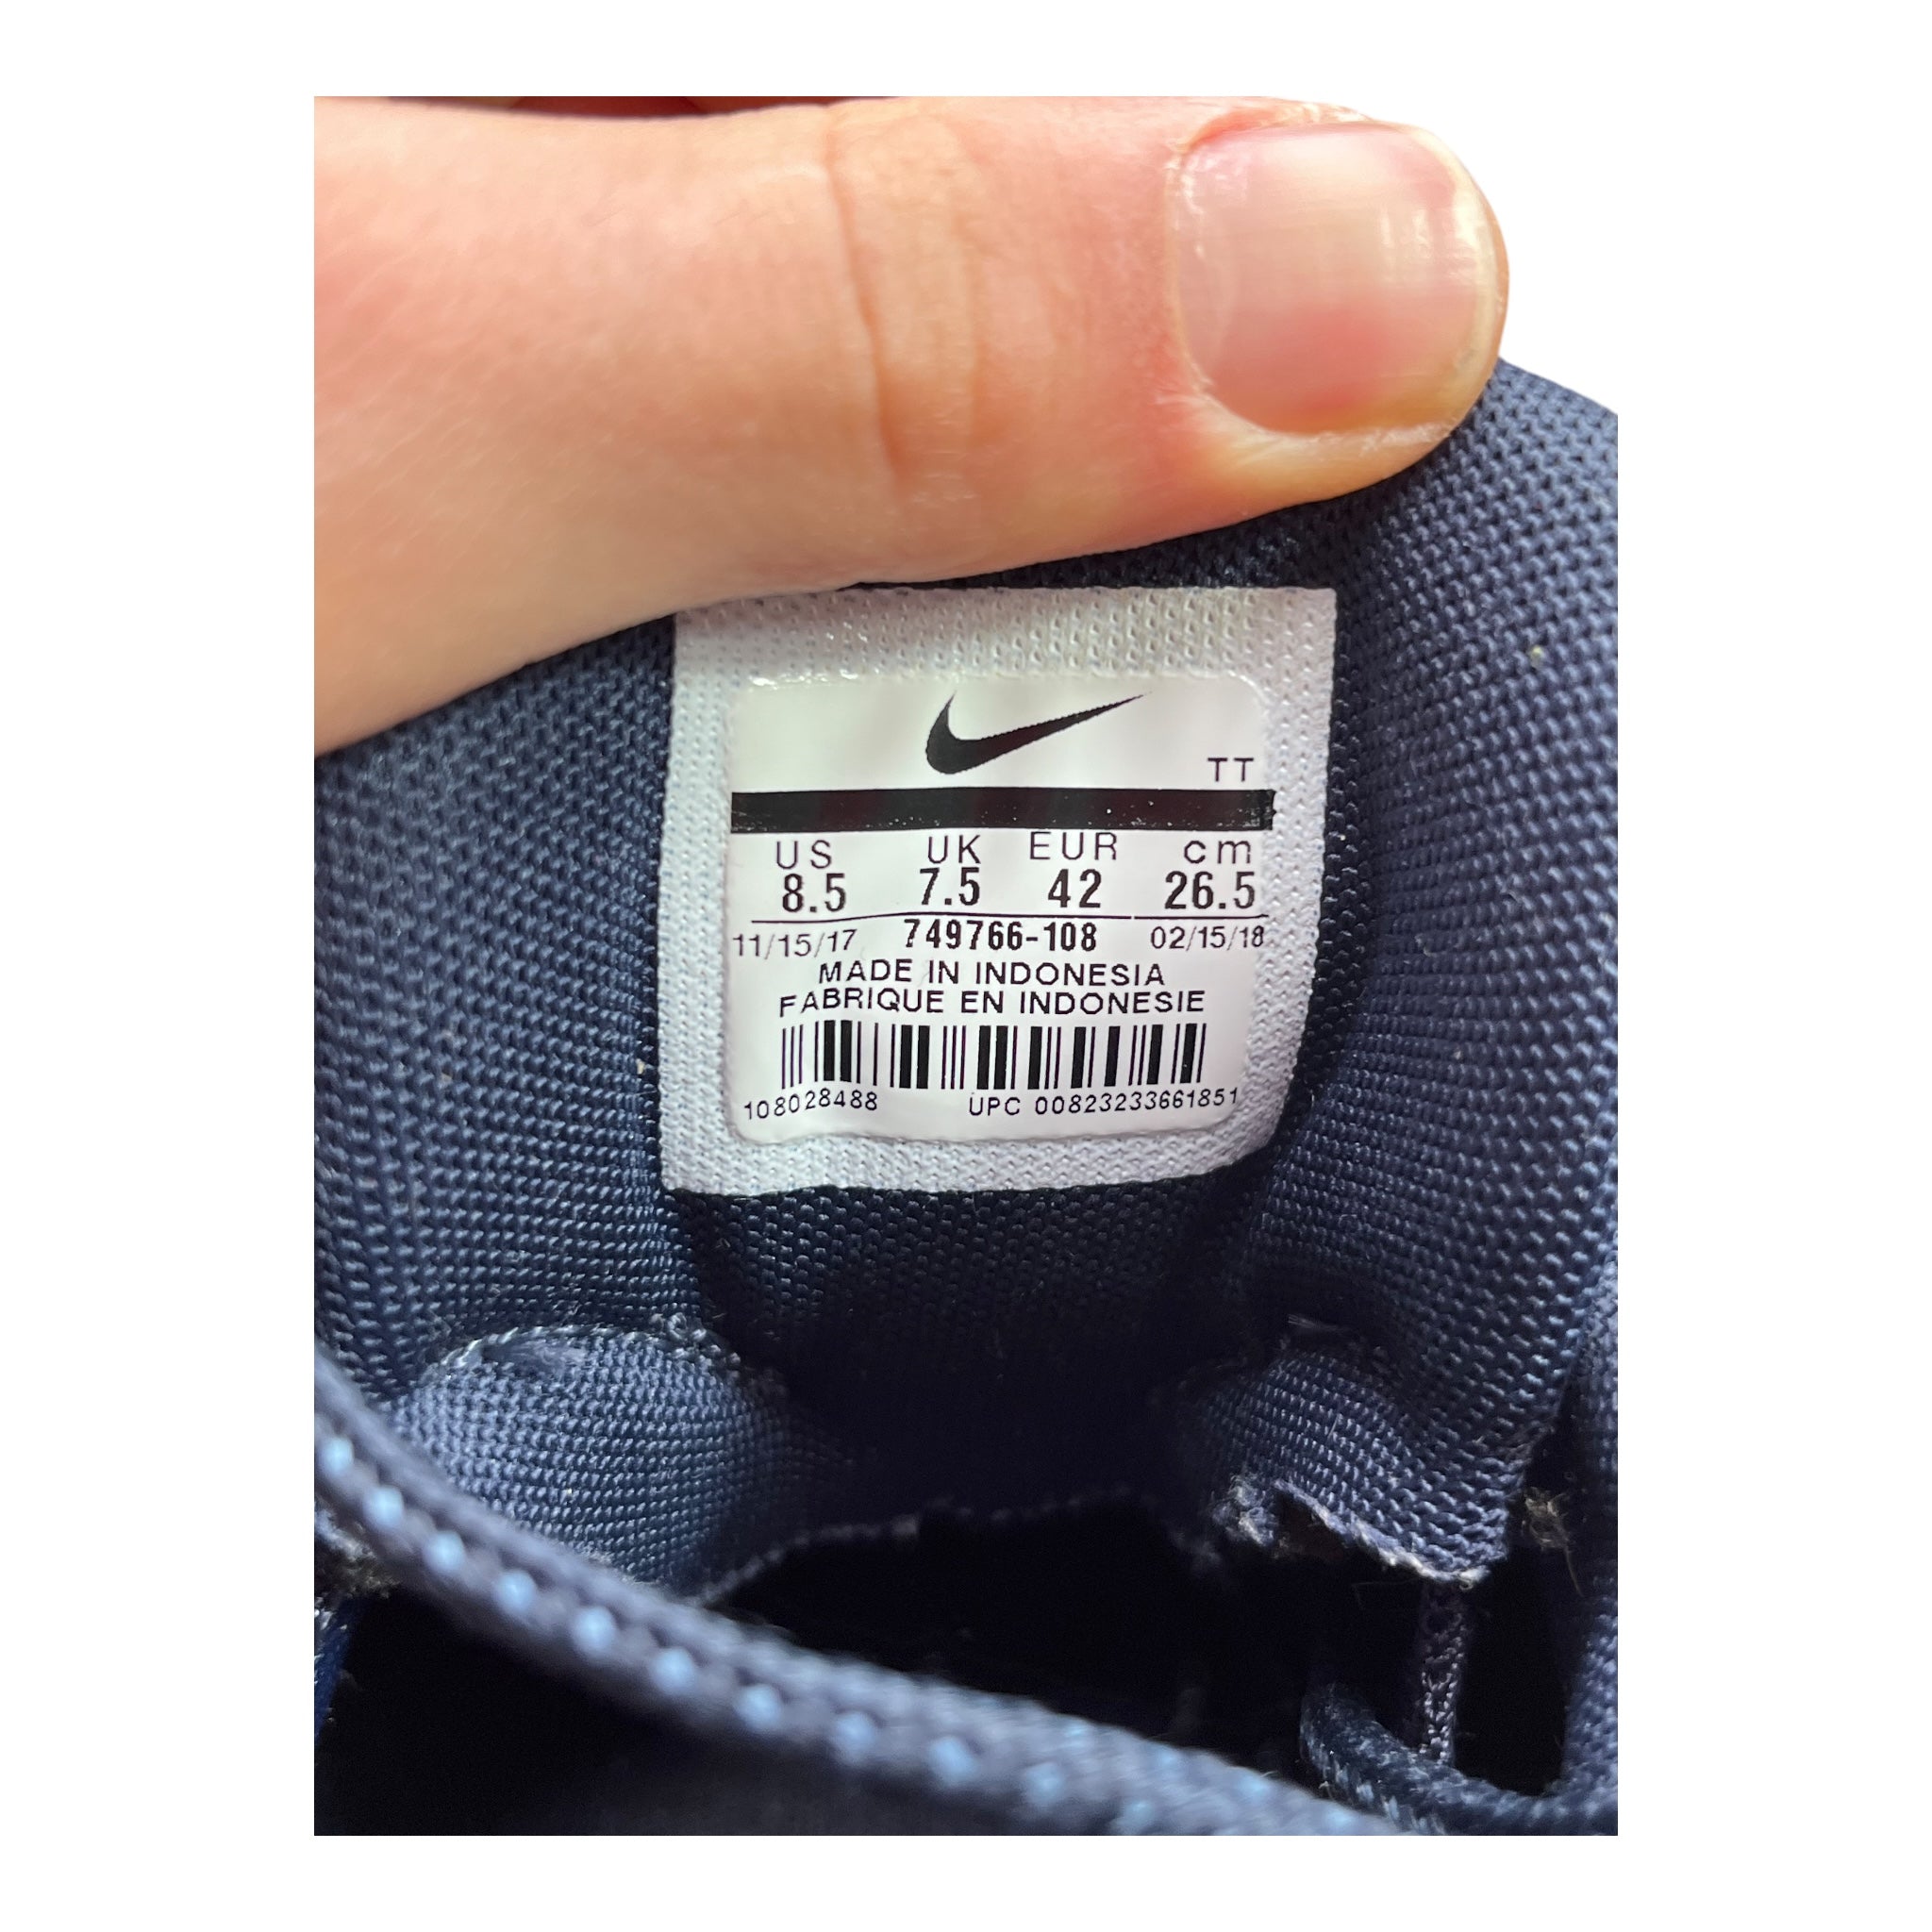 TT
US UK EUR cm
8.5 7.5 42 26.5
11/15/17 749766-108 02/15/18
MADE IN INDONESIA
FABRIQUE EN INDONESIE
108028488 UPC 00823233661851